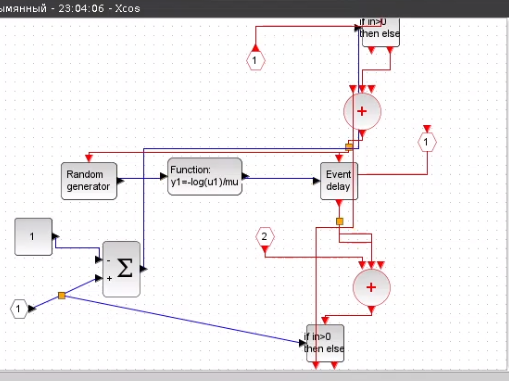 ымянный - 23:04:06 - Xcos
if in>0
then else
1
+
1
Random
generator
Function:
y1=-log(u1)/mu
Event
delay
1
2
-
Σ
+
+
1
if in>0
then else